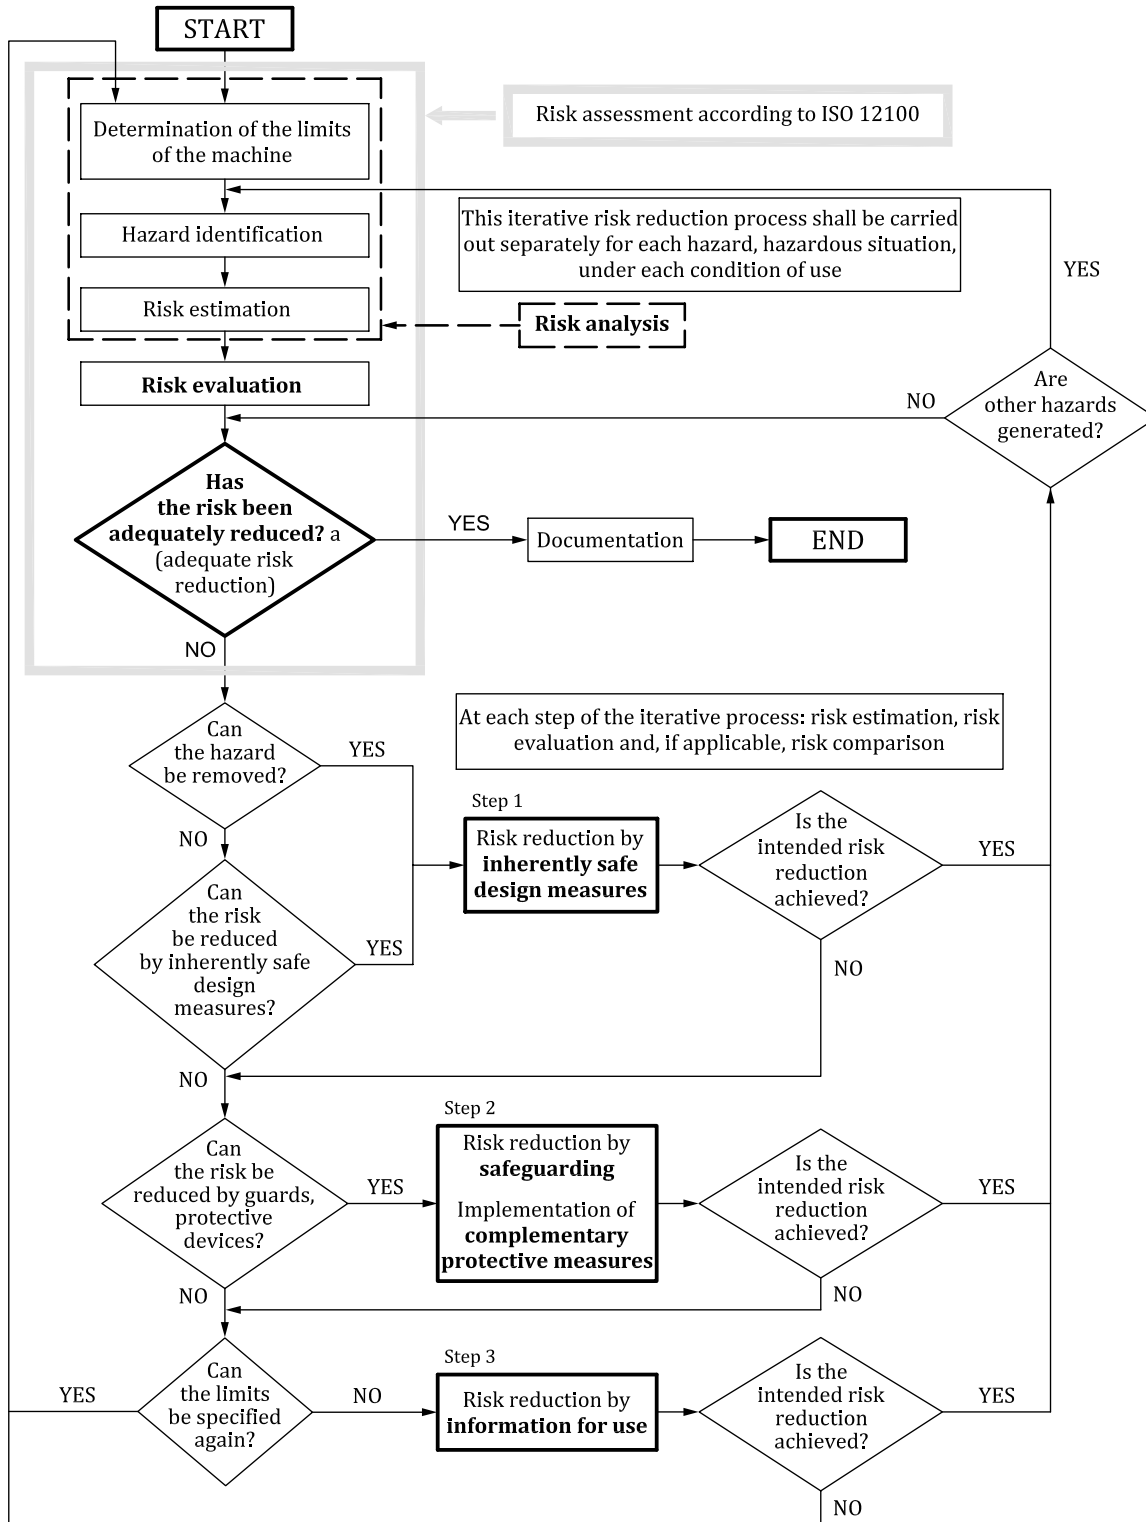 START
Determination of the limits
of the machine
Risk assessment according to ISO 12100
Hazard identification
This iterative risk reduction process shall be carried
out separately for each hazard, hazardous situation,
under each condition of use
YES
Risk estimation
Risk analysis
Risk evaluation
NO
Are
other hazards
generated?
Has
the risk been
adequately reduced? a
(adequate risk
reduction)
YES
Documentation
END
NO
Can
the hazard
be removed?
YES
At each step of the iterative process: risk estimation, risk
evaluation and, if applicable, risk comparison
NO
Step 1
Risk reduction by
inherently safe
design measures
Is the
intended risk
reduction
achieved?
YES
Can
the risk
be reduced
by inherently safe
design
measures?
YES
NO
NO
Step 2
Can
the risk be
reduced by guards,
protective
devices?
YES
Risk reduction by
safeguarding
Implementation of
complementary
protective measures
Is the
intended risk
reduction
achieved?
YES
NO
NO
Step 3
YES
Can
the limits
be specified
again?
NO
Risk reduction by
information for use
Is the
intended risk
reduction
achieved?
YES
NO